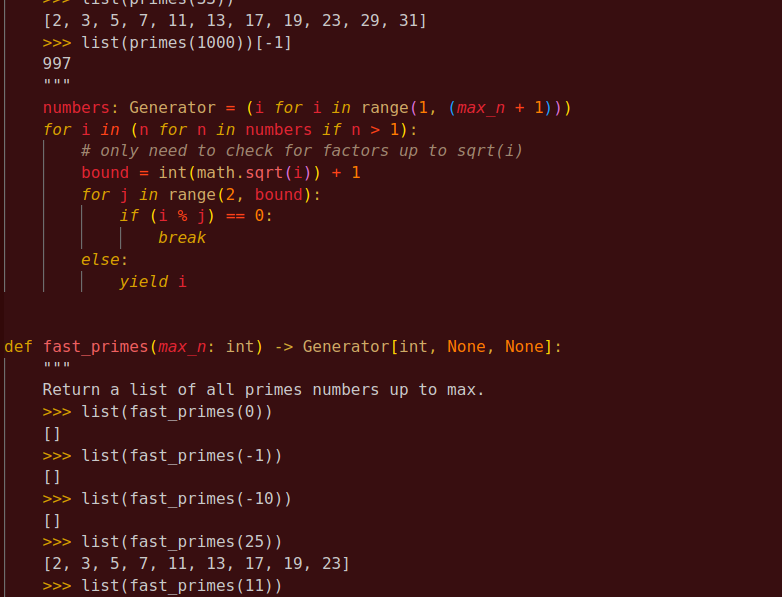 >>> list(primes(33))
[2, 3, 5, 7, 11, 13, 17, 19, 23, 29, 31]
>>> list(primes(1000))[-1]
997
"""
numbers: Generator = (i for i in range(1, (max_n + 1)))
for i in (n for n in numbers if n > 1):
# only need to check for factors up to sqrt(i)
bound = int(math.sqrt(i)) + 1
for j in range(2, bound):
if (i % j) == 0:
break
else:
yield i
def fast_primes(max_n: int) -> Generator[int, None, None]:
"""
Return a list of all primes numbers up to max.
>>> list(fast_primes(0))
[]
>>> list(fast_primes(-1))
[]
>>> list(fast_primes(-10))
[]
>>> list(fast_primes(25))
[2, 3, 5, 7, 11, 13, 17, 19, 23]
>>> list(fast_primes(11))